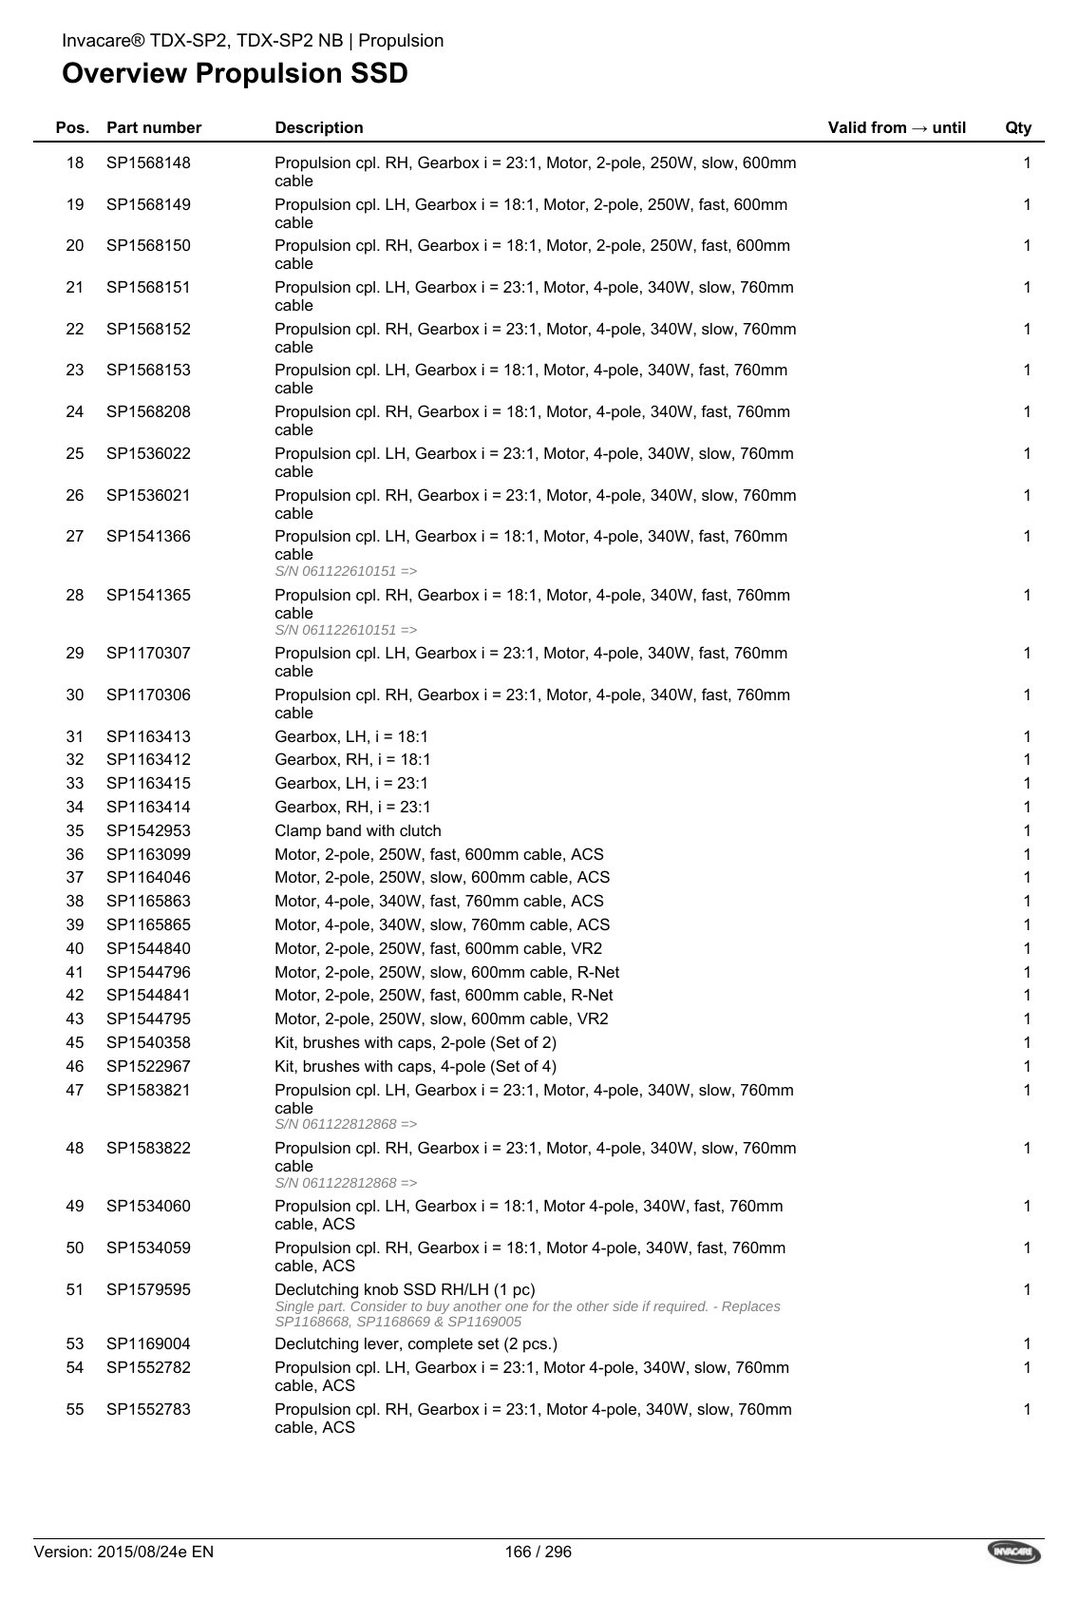 Invacare® TDX-SP2, TDX-SP2 NB | Propulsion
Overview Propulsion SSD
Pos. Part number Description Valid from → until Qty
18 SP1568148 Propulsion cpl. RH, Gearbox i = 23:1, Motor, 2-pole, 250W, slow, 600mm 1
cable
19 SP1568149 Propulsion cpl. LH, Gearbox i = 18:1, Motor, 2-pole, 250W, fast, 600mm 1
cable
20 SP1568150 Propulsion cpl. RH, Gearbox i = 18:1, Motor, 2-pole, 250W, fast, 600mm 1
cable
21 SP1568151 Propulsion cpl. LH, Gearbox i = 23:1, Motor, 4-pole, 340W, slow, 760mm 1
cable
22 SP1568152 Propulsion cpl. RH, Gearbox i = 23:1, Motor, 4-pole, 340W, slow, 760mm 1
cable
23 SP1568153 Propulsion cpl. LH, Gearbox i = 18:1, Motor, 4-pole, 340W, fast, 760mm 1
cable
24 SP1568208 Propulsion cpl. RH, Gearbox i = 18:1, Motor, 4-pole, 340W, fast, 760mm 1
cable
25 SP1536022 Propulsion cpl. LH, Gearbox i = 23:1, Motor, 4-pole, 340W, slow, 760mm 1
cable
26 SP1536021 Propulsion cpl. RH, Gearbox i = 23:1, Motor, 4-pole, 340W, slow, 760mm 1
cable
27 SP1541366 Propulsion cpl. LH, Gearbox i = 18:1, Motor, 4-pole, 340W, fast, 760mm 1
cable
S/N 061122610151 =>
28 SP1541365 Propulsion cpl. RH, Gearbox i = 18:1, Motor, 4-pole, 340W, fast, 760mm 1
cable
S/N 061122610151 =>
29 SP1170307 Propulsion cpl. LH, Gearbox i = 23:1, Motor, 4-pole, 340W, fast, 760mm 1
cable
30 SP1170306 Propulsion cpl. RH, Gearbox i = 23:1, Motor, 4-pole, 340W, fast, 760mm 1
cable
31 SP1163413 Gearbox, LH, i = 18:1 1
32 SP1163412 Gearbox, RH, i = 18:1 1
33 SP1163415 Gearbox, LH, i = 23:1 1
34 SP1163414 Gearbox, RH, i = 23:1 1
35 SP1542953 Clamp band with clutch 1
36 SP1163099 Motor, 2-pole, 250W, fast, 600mm cable, ACS 1
37 SP1164046 Motor, 2-pole, 250W, slow, 600mm cable, ACS 1
38 SP1165863 Motor, 4-pole, 340W, fast, 760mm cable, ACS 1
39 SP1165865 Motor, 4-pole, 340W, slow, 760mm cable, ACS 1
40 SP1544840 Motor, 2-pole, 250W, fast, 600mm cable, VR2 1
41 SP1544796 Motor, 2-pole, 250W, slow, 600mm cable, R-Net 1
42 SP1544841 Motor, 2-pole, 250W, fast, 600mm cable, R-Net 1
43 SP1544795 Motor, 2-pole, 250W, slow, 600mm cable, VR2 1
45 SP1540358 Kit, brushes with caps, 2-pole (Set of 2) 1
46 SP1522967 Kit, brushes with caps, 4-pole (Set of 4) 1
47 SP1583821 Propulsion cpl. LH, Gearbox i = 23:1, Motor, 4-pole, 340W, slow, 760mm 1
cable
S/N 061122812868 =>
48 SP1583822 Propulsion cpl. RH, Gearbox i = 23:1, Motor, 4-pole, 340W, slow, 760mm 1
cable
S/N 061122812868 =>
49 SP1534060 Propulsion cpl. LH, Gearbox i = 18:1, Motor 4-pole, 340W, fast, 760mm 1
cable, ACS
50 SP1534059 Propulsion cpl. RH, Gearbox i = 18:1, Motor 4-pole, 340W, fast, 760mm 1
cable, ACS
51 SP1579595 Declutching knob SSD RH/LH (1 pc) 1
Single part. Consider to buy another one for the other side if required. - Replaces
SP1168668, SP1168669 & SP1169005
53 SP1169004 Declutching lever, complete set (2 pcs.) 1
54 SP1552782 Propulsion cpl. LH, Gearbox i = 23:1, Motor 4-pole, 340W, slow, 760mm 1
cable, ACS
55 SP1552783 Propulsion cpl. RH, Gearbox i = 23:1, Motor 4-pole, 340W, slow, 760mm 1
cable, ACS
Version: 2015/08/24e EN 166 / 296 INVACARE